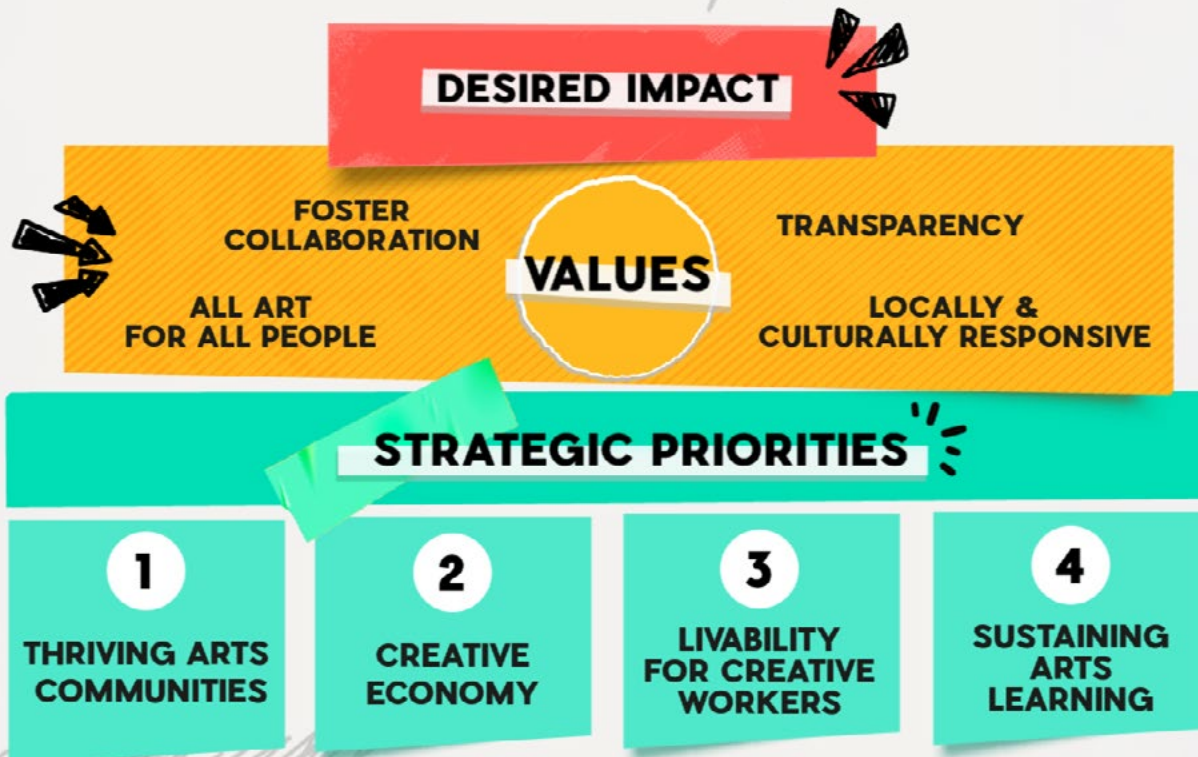 DESIRED IMPACT
FOSTER
COLLABORATION
TRANSPARENCY
VALUES
ALL ART
FOR ALL PEOPLE
LOCALLY &
CULTURALLY RESPONSIVE
STRATEGIC PRIORITIES
1
THRIVING ARTS
COMMUNITIES
2
CREATIVE
ECONOMY
3
LIVABILITY
FOR CREATIVE
WORKERS
4
SUSTAINING
ARTS
LEARNING